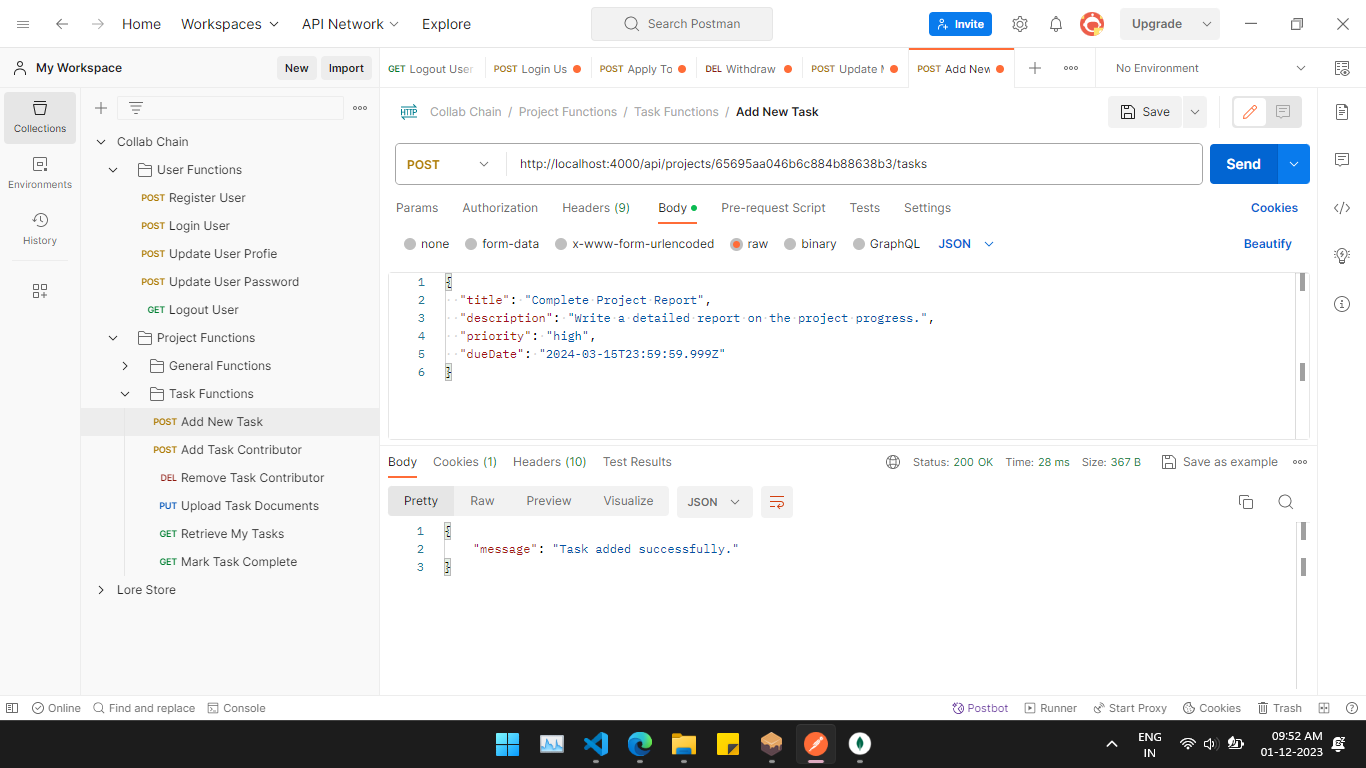 Home Workspaces API Network Explore Search Postman Invite Upgrade
My Workspace New Import
GET Logout User POST Login Us POST Apply To DEL Withdraw POST Update M POST Add New No Environment
Collections
Environments
History
Collab Chain
User Functions
POST Register User
POST Login User
POST Update User Profie
POST Update User Password
GET Logout User
Project Functions
General Functions
Task Functions
POST Add New Task
POST Add Task Contributor
DEL Remove Task Contributor
PUT Upload Task Documents
GET Retrieve My Tasks
GET Mark Task Complete
Lore Store
HTTP Collab Chain / Project Functions / Task Functions / Add New Task Save
POST http://localhost:4000/api/projects/65695aa046b6c884b88638b3/tasks Send
Params Authorization Headers (9) Body Pre-request Script Tests Settings Cookies
none form-data x-www-form-urlencoded raw binary GraphQL JSON Beautify
1 {
2 "title": "Complete Project Report",
3 "description": "Write a detailed report on the project progress.",
4 "priority": "high",
5 "dueDate": "2024-03-15T23:59:59.999Z"
6 }
Body Cookies (1) Headers (10) Test Results Status: 200 OK Time: 28 ms Size: 367 B Save as example
Pretty Raw Preview Visualize JSON
1 {
2 "message": "Task added successfully."
3 }
Online Find and replace Console Postbot Runner Start Proxy Cookies Trash
ENG
IN
09:52 AM
01-12-2023